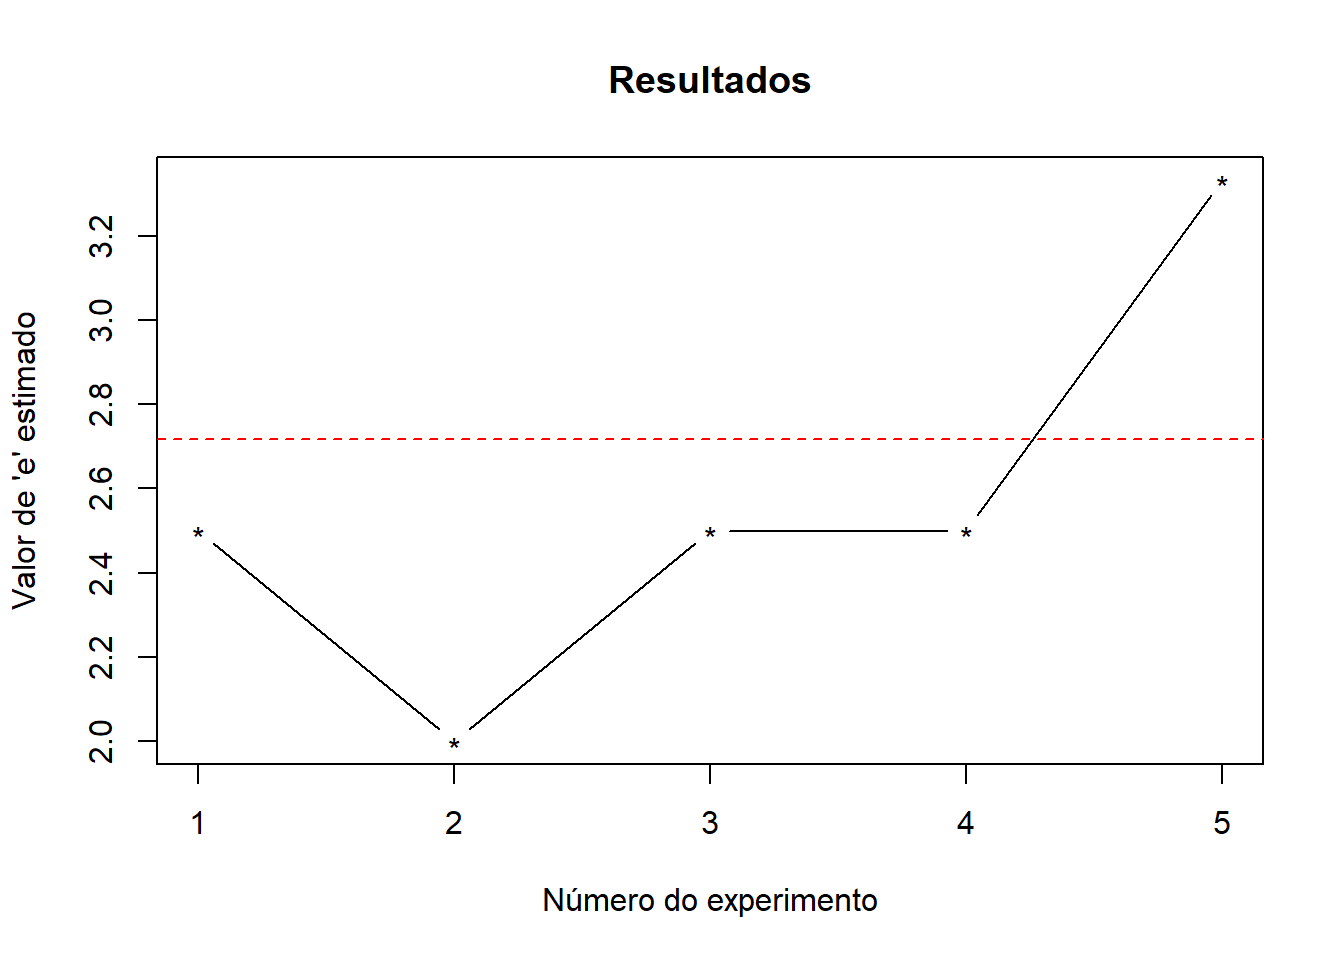 Resultados
Valor de 'e' estimado
3.2
3.0
2.8
2.6
2.4
2.2
2.0
1 2 3 4 5
Número do experimento